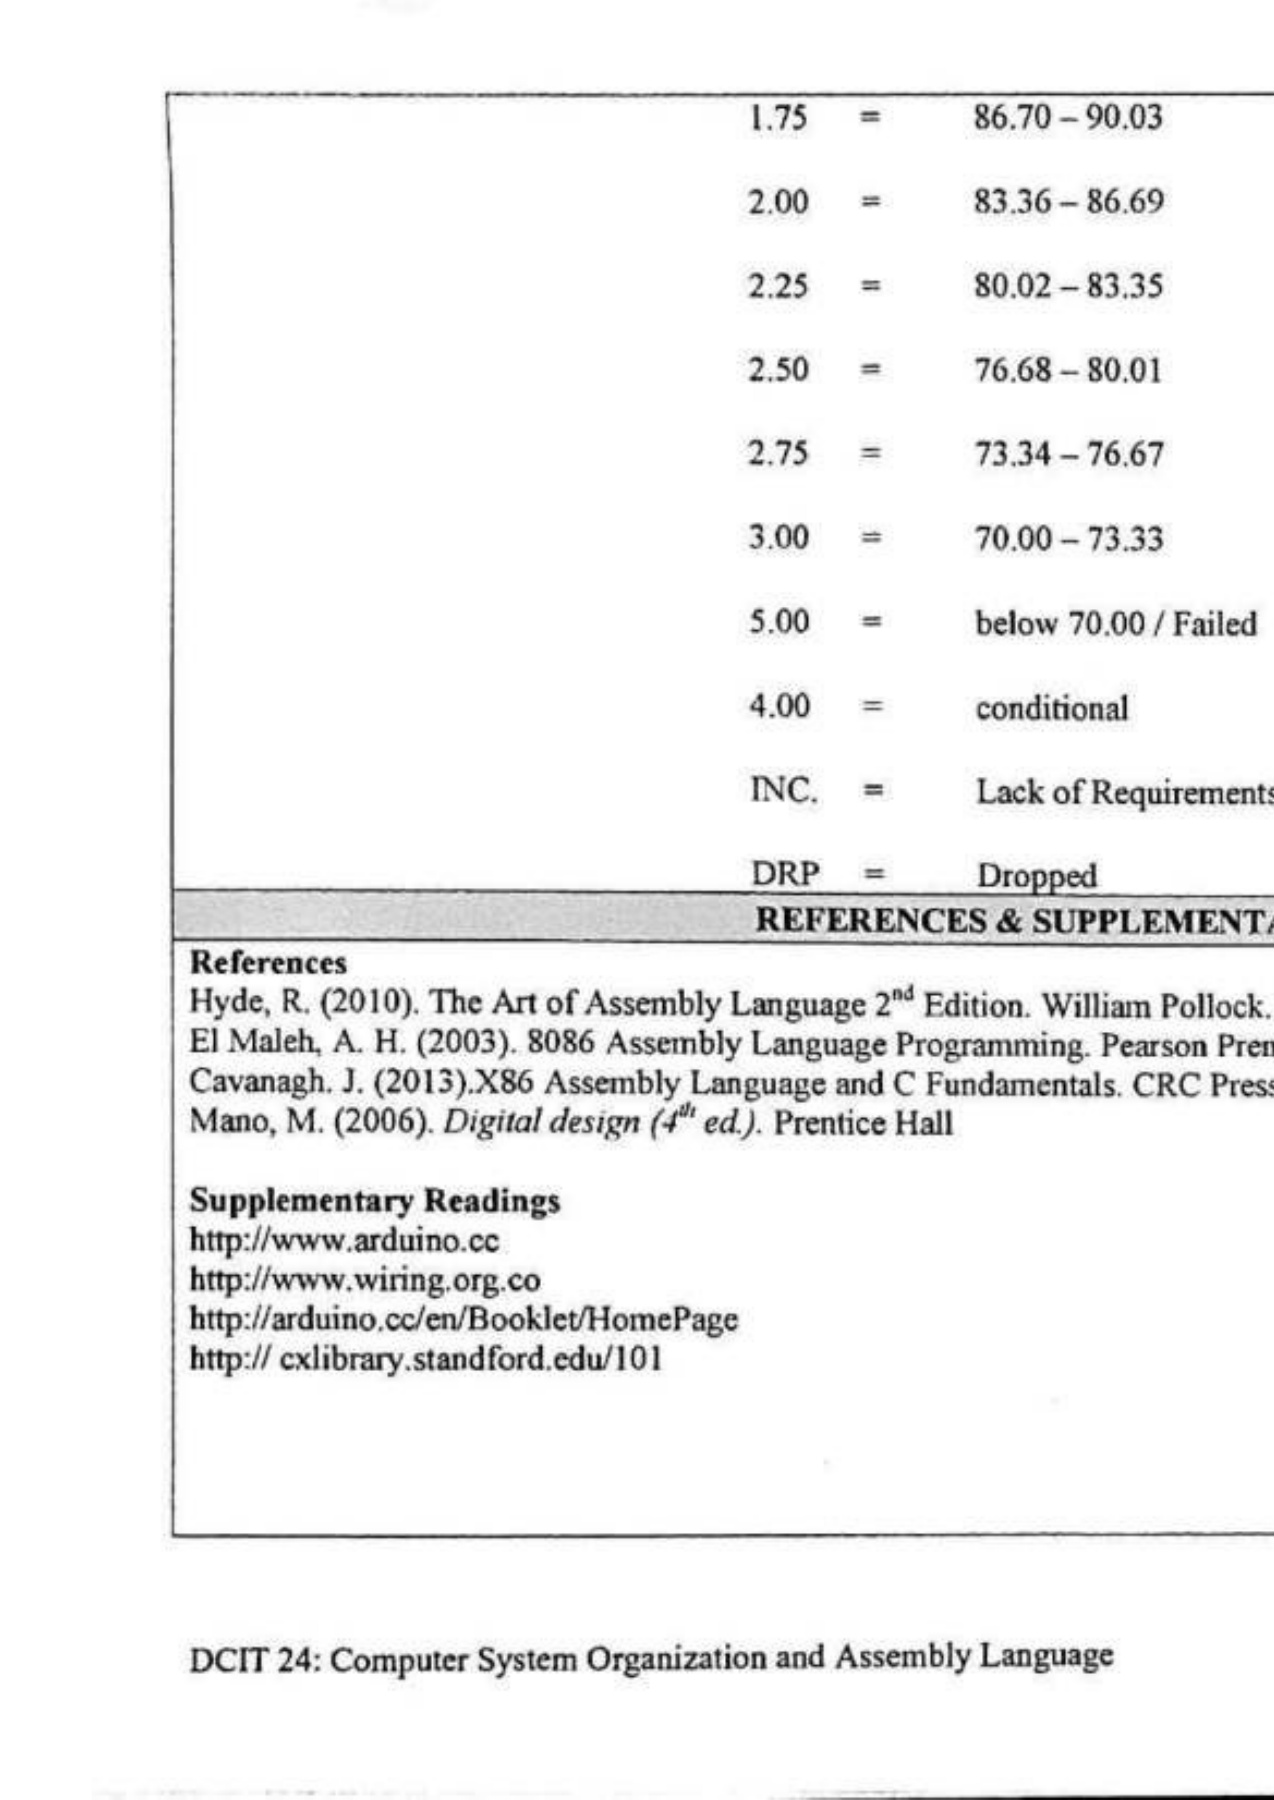 1.75 = 86.70 – 90.03
2.00 = 83.36 – 86.69
2.25 = 80.02 – 83.35
2.50 = 76.68 – 80.01
2.75 = 73.34 – 76.67
3.00 = 70.00 – 73.33
5.00 = below 70.00 / Failed
4.00 = conditional
INC. = Lack of Requirements
DRP = Dropped
REFERENCES & SUPPLEMENTA
References
Hyde, R. (2010). The Art of Assembly Language 2nd Edition. William Pollock.
El Maleh, A. H. (2003). 8086 Assembly Language Programming. Pearson Pren
Cavanagh. J. (2013).X86 Assembly Language and C Fundamentals. CRC Press
Mano, M. (2006). Digital design (4th ed.). Prentice Hall
Supplementary Readings
http://www.arduino.cc
http://www.wiring.org.co
http://arduino.cc/en/Booklet/HomePage
http:// cxlibrary.standford.edu/101
DCIT 24: Computer System Organization and Assembly Language